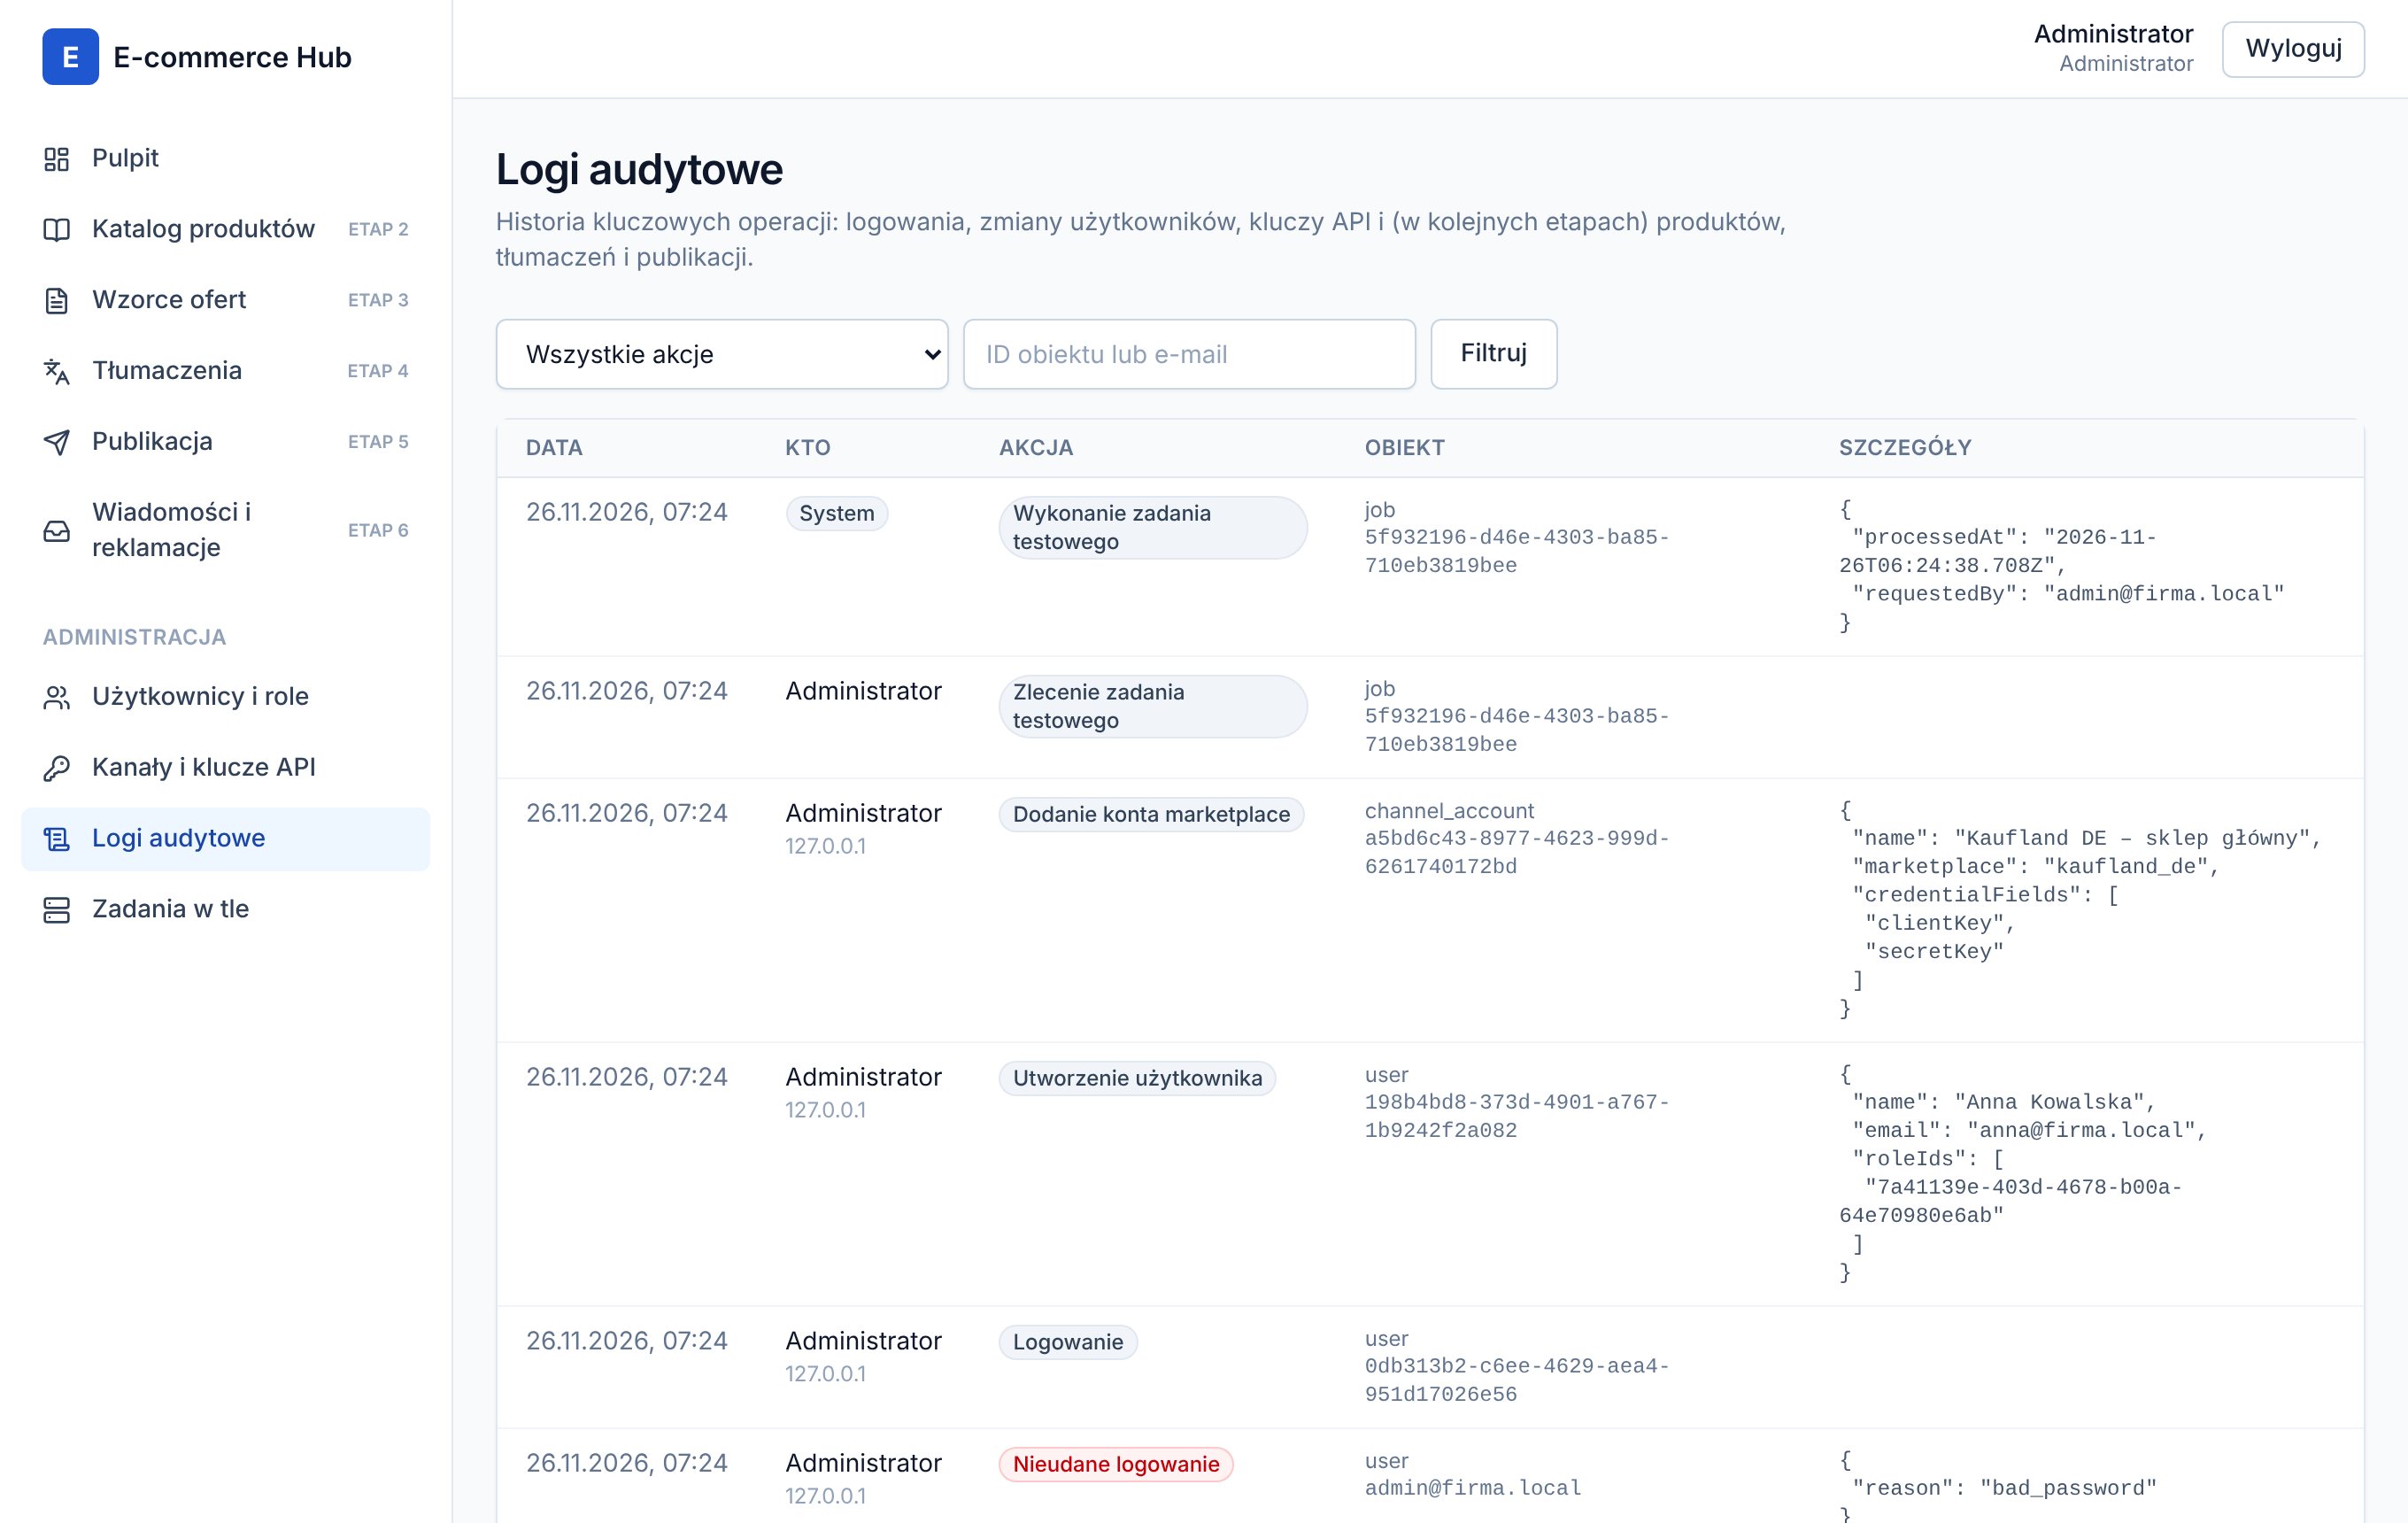 E E-commerce Hub
Administrator
Administrator
Wyloguj
Pulpit
Katalog produktów ETAP 2
Wzorce ofert ETAP 3
Tłumaczenia ETAP 4
Publikacja ETAP 5
Wiadomości i
reklamacje ETAP 6
ADMINISTRACJA
Użytkownicy i role
Kanały i klucze API
Logi audytowe
Zadania w tle
Logi audytowe
Historia kluczowych operacji: logowania, zmiany użytkowników, kluczy API i (w kolejnych etapach) produktów,
tłumaczeń i publikacji.
Wszystkie akcje ID obiektu lub e-mail Filtruj
DATA KTO AKCJA OBIEKT SZCZEGÓŁY
26.11.2026, 07:24 System
Wykonanie zadania
testowego
job
5f932196-d46e-4303-ba85-
710eb3819bee
{
"processedAt": "2026-11-
26T06:24:38.708Z",
"requestedBy": "admin@firma.local"
}
26.11.2026, 07:24 Administrator
Zlecenie zadania
testowego
job
5f932196-d46e-4303-ba85-
710eb3819bee
26.11.2026, 07:24 Administrator
127.0.0.1
Dodanie konta marketplace
channel_account
a5bd6c43-8977-4623-999d-
6261740172bd
{
"name": "Kaufland DE – sklep główny",
"marketplace": "kaufland_de",
"credentialFields": [
"clientKey",
"secretKey"
]
}
26.11.2026, 07:24 Administrator
127.0.0.1
Utworzenie użytkownika
user
198b4bd8-373d-4901-a767-
1b9242f2a082
{
"name": "Anna Kowalska",
"email": "anna@firma.local",
"roleIds": [
"7a41139e-403d-4678-b00a-
64e70980e6ab"
]
}
26.11.2026, 07:24 Administrator
127.0.0.1
Logowanie
user
0db313b2-c6ee-4629-aea4-
951d17026e56
26.11.2026, 07:24 Administrator
127.0.0.1
Nieudane logowanie
user
admin@firma.local
{
"reason": "bad_password"
}